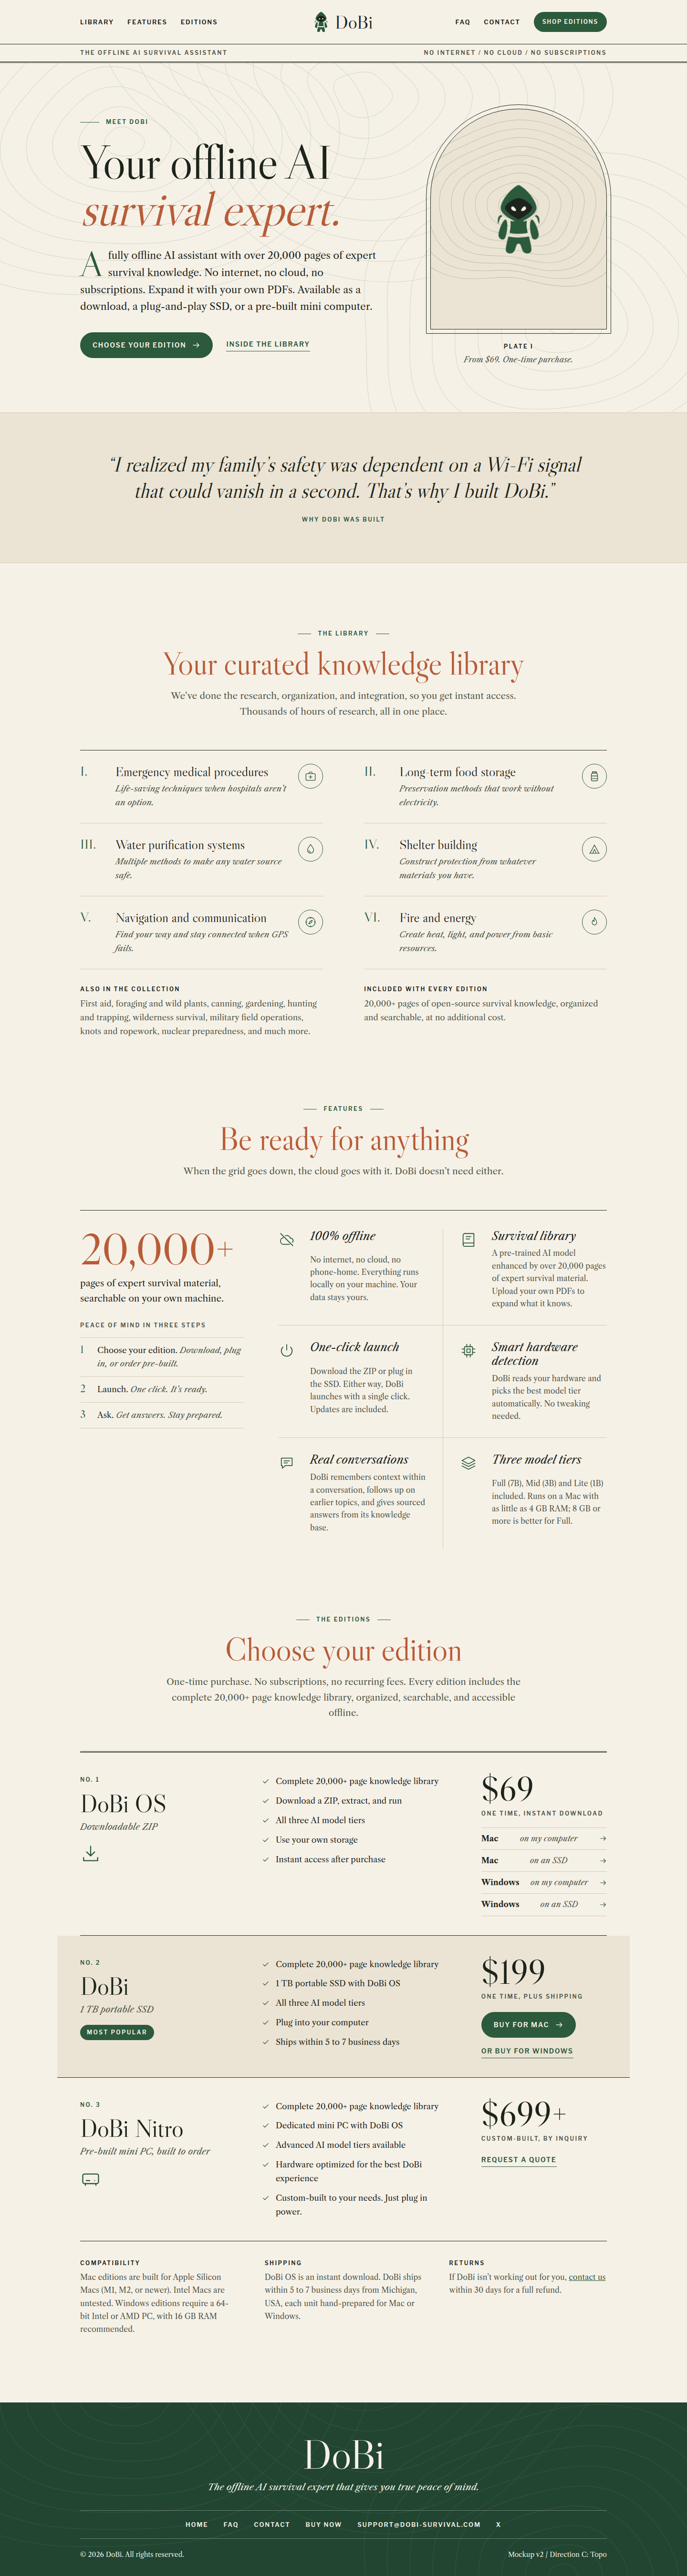 LIBRARY FEATURES EDITIONS DoBi FAQ CONTACT SHOP EDITIONS
THE OFFLINE AI SURVIVAL ASSISTANT NO INTERNET / NO CLOUD / NO SUBSCRIPTIONS
MEET DOBI
Your offline AI
survival expert.
A fully offline AI assistant with over 20,000 pages of expert
survival knowledge. No internet, no cloud, no
subscriptions. Expand it with your own PDFs. Available as a
download, a plug-and-play SSD, or a pre-built mini computer.
CHOOSE YOUR EDITION → INSIDE THE LIBRARY
PLATE I
From $69. One-time purchase.
“I realized my family’s safety was dependent on a Wi-Fi signal
that could vanish in a second. That’s why I built DoBi.”
WHY DOBI WAS BUILT
THE LIBRARY
Your curated knowledge library
We’ve done the research, organization, and integration, so you get instant access.
Thousands of hours of research, all in one place.
I. Emergency medical procedures
Life-saving techniques when hospitals aren’t
an option.
II. Long-term food storage
Preservation methods that work without
electricity.
III. Water purification systems
Multiple methods to make any water source
safe.
IV. Shelter building
Construct protection from whatever
materials you have.
V. Navigation and communication
Find your way and stay connected when GPS
fails.
VI. Fire and energy
Create heat, light, and power from basic
resources.
ALSO IN THE COLLECTION
First aid, foraging and wild plants, canning, gardening, hunting
and trapping, wilderness survival, military field operations,
knots and ropework, nuclear preparedness, and much more.
INCLUDED WITH EVERY EDITION
20,000+ pages of open-source survival knowledge, organized
and searchable, at no additional cost.
FEATURES
Be ready for anything
When the grid goes down, the cloud goes with it. DoBi doesn’t need either.
20,000+
pages of expert survival material,
searchable on your own machine.
PEACE OF MIND IN THREE STEPS
1 Choose your edition. Download, plug
in, or order pre-built.
2 Launch. One click. It’s ready.
3 Ask. Get answers. Stay prepared.
100% offline
No internet, no cloud, no
phone-home. Everything runs
locally on your machine. Your
data stays yours.
Survival library
A pre-trained AI model
enhanced by over 20,000 pages
of expert survival material.
Upload your own PDFs to
expand what it knows.
One-click launch
Download the ZIP or plug in
the SSD. Either way, DoBi
launches with a single click.
Updates are included.
Smart hardware
detection
DoBi reads your hardware and
picks the best model tier
automatically. No tweaking
needed.
Real conversations
DoBi remembers context within
a conversation, follows up on
earlier topics, and gives sourced
answers from its knowledge
base.
Three model tiers
Full (7B), Mid (3B) and Lite (1B)
included. Runs on a Mac with
as little as 4 GB RAM; 8 GB or
more is better for Full.
THE EDITIONS
Choose your edition
One-time purchase. No subscriptions, no recurring fees. Every edition includes the
complete 20,000+ page knowledge library, organized, searchable, and accessible
offline.
NO. 1
DoBi OS
Downloadable ZIP
Complete 20,000+ page knowledge library
Download a ZIP, extract, and run
All three AI model tiers
Use your own storage
Instant access after purchase
$69
ONE TIME, INSTANT DOWNLOAD
Mac on my computer →
Mac on an SSD →
Windows on my computer →
Windows on an SSD →
NO. 2
DoBi
1 TB portable SSD
MOST POPULAR
Complete 20,000+ page knowledge library
1 TB portable SSD with DoBi OS
All three AI model tiers
Plug into your computer
Ships within 5 to 7 business days
$199
ONE TIME, PLUS SHIPPING
BUY FOR MAC →
OR BUY FOR WINDOWS
NO. 3
DoBi Nitro
Pre-built mini PC, built to order
Complete 20,000+ page knowledge library
Dedicated mini PC with DoBi OS
Advanced AI model tiers available
Hardware optimized for the best DoBi
experience
Custom-built to your needs. Just plug in
power.
$699+
CUSTOM-BUILT, BY INQUIRY
REQUEST A QUOTE
COMPATIBILITY
Mac editions are built for Apple Silicon
Macs (M1, M2, or newer). Intel Macs are
untested. Windows editions require a 64-
bit Intel or AMD PC, with 16 GB RAM
recommended.
SHIPPING
DoBi OS is an instant download. DoBi ships
within 5 to 7 business days from Michigan,
USA, each unit hand-prepared for Mac or
Windows.
RETURNS
If DoBi isn’t working out for you, contact us
within 30 days for a full refund.
DoBi
The offline AI survival expert that gives you true peace of mind.
HOME FAQ CONTACT BUY NOW SUPPORT@DOBI-SURVIVAL.COM X
© 2026 DoBi. All rights reserved. Mockup v2 / Direction C: Topo